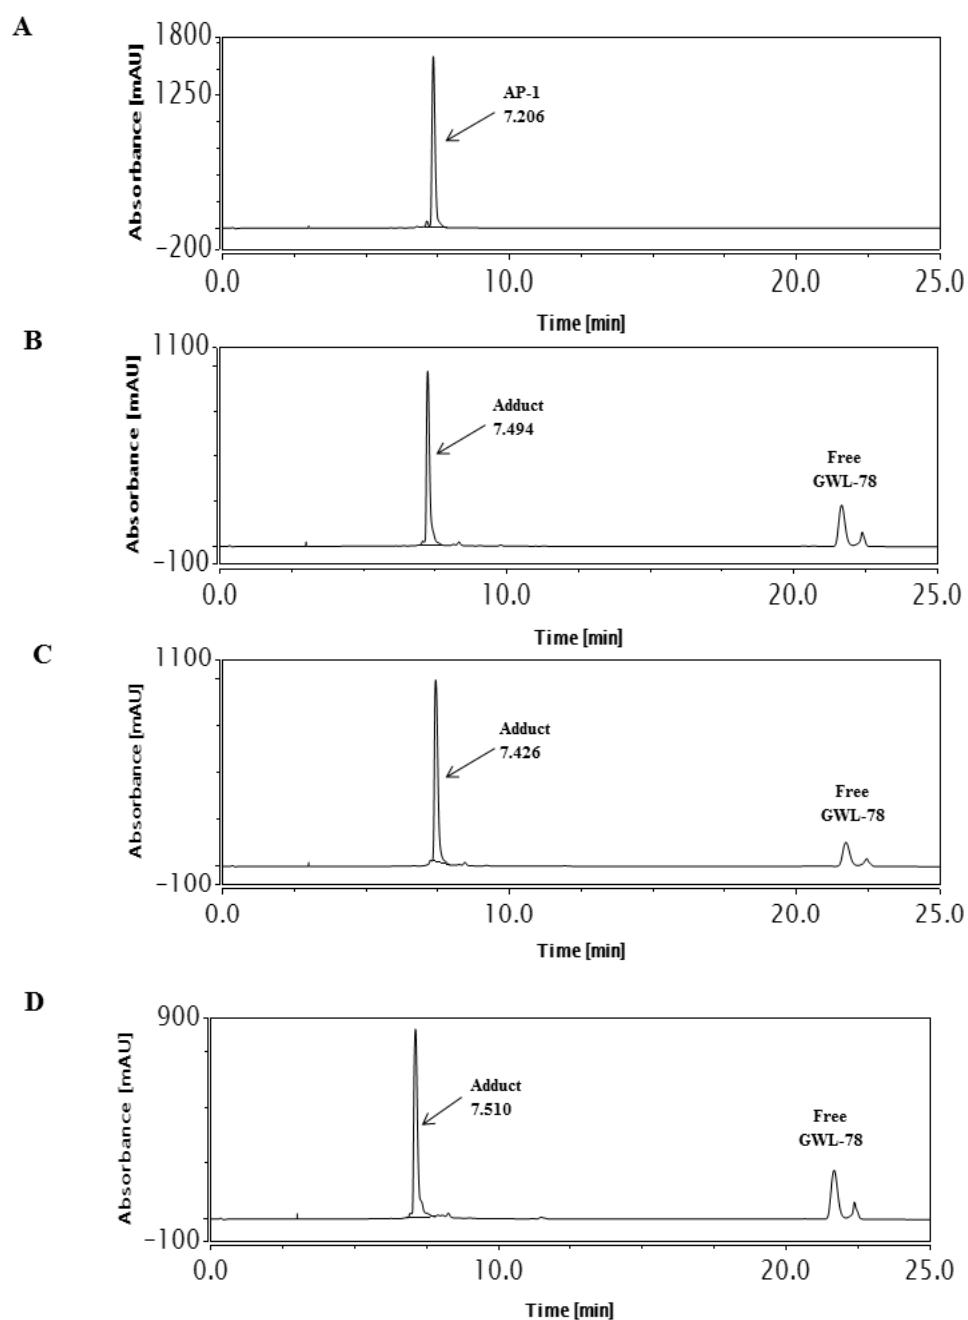 A
Absorbance [mAU]
1800
1250
-200
AP-1
7.206
0.0 10.0 20.0 25.0
Time [min]
B
Absorbance [mAU]
1100
-100
Adduct
7.494
Free
GWL-78
0.0 10.0 20.0 25.0
Time [min]
C
Absorbance [mAU]
1100
-100
Adduct
7.426
Free
GWL-78
0.0 10.0 20.0 25.0
Time [min]
D
Absorbance [mAU]
900
-100
Adduct
7.510
Free
GWL-78
0.0 10.0 20.0 25.0
Time [min]